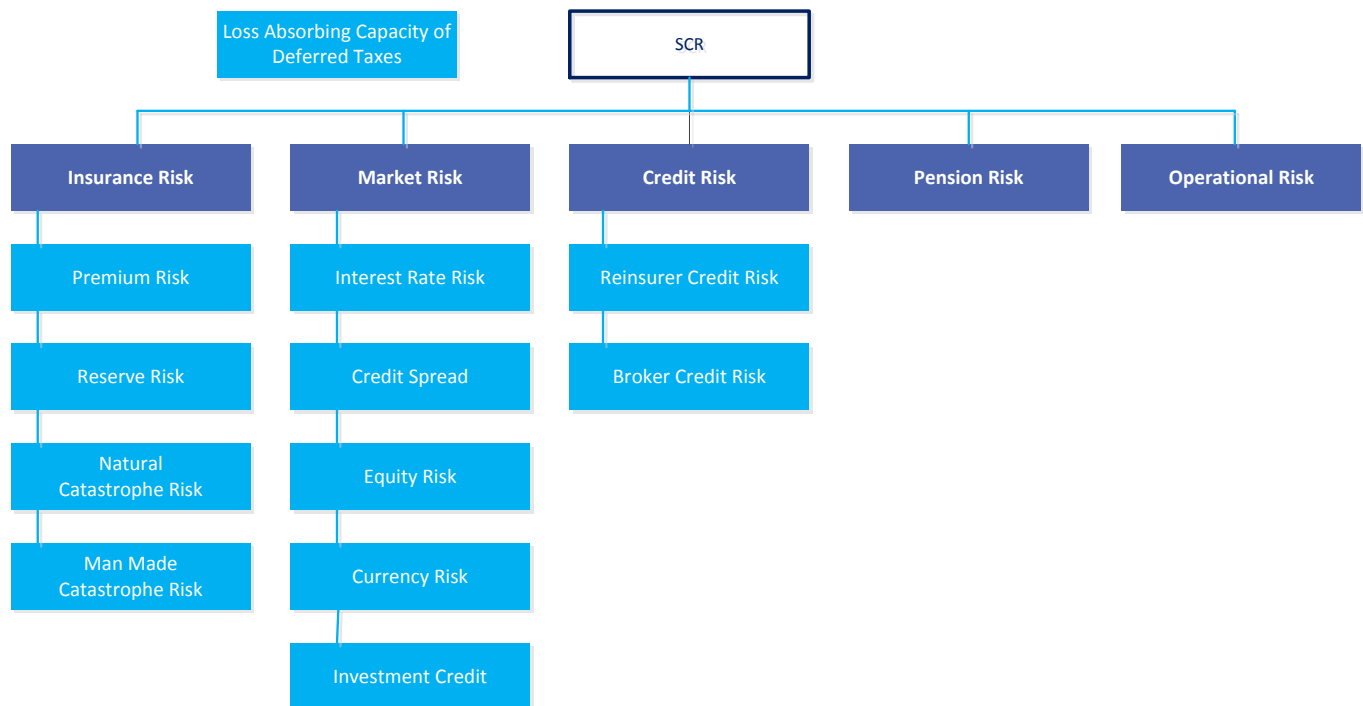 Loss Absorbing Capacity of
Deferred Taxes
SCR
Insurance Risk
Market Risk
Credit Risk
Pension Risk
Operational Risk
Premium Risk
Interest Rate Risk
Reinsurer Credit Risk
Reserve Risk
Credit Spread
Broker Credit Risk
Natural
Catastrophe Risk
Equity Risk
Man Made
Catastrophe Risk
Currency Risk
Investment Credit